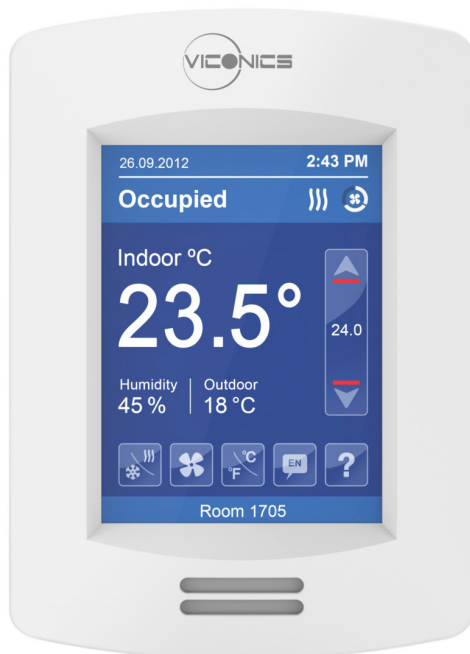 VICONICS
26.09.2012 2:43 PM
Occupied
Indoor ºC
23.5°
24.0
Humidity
45 %
Outdoor
18 °C
°C
°F
EN
?
Room 1705